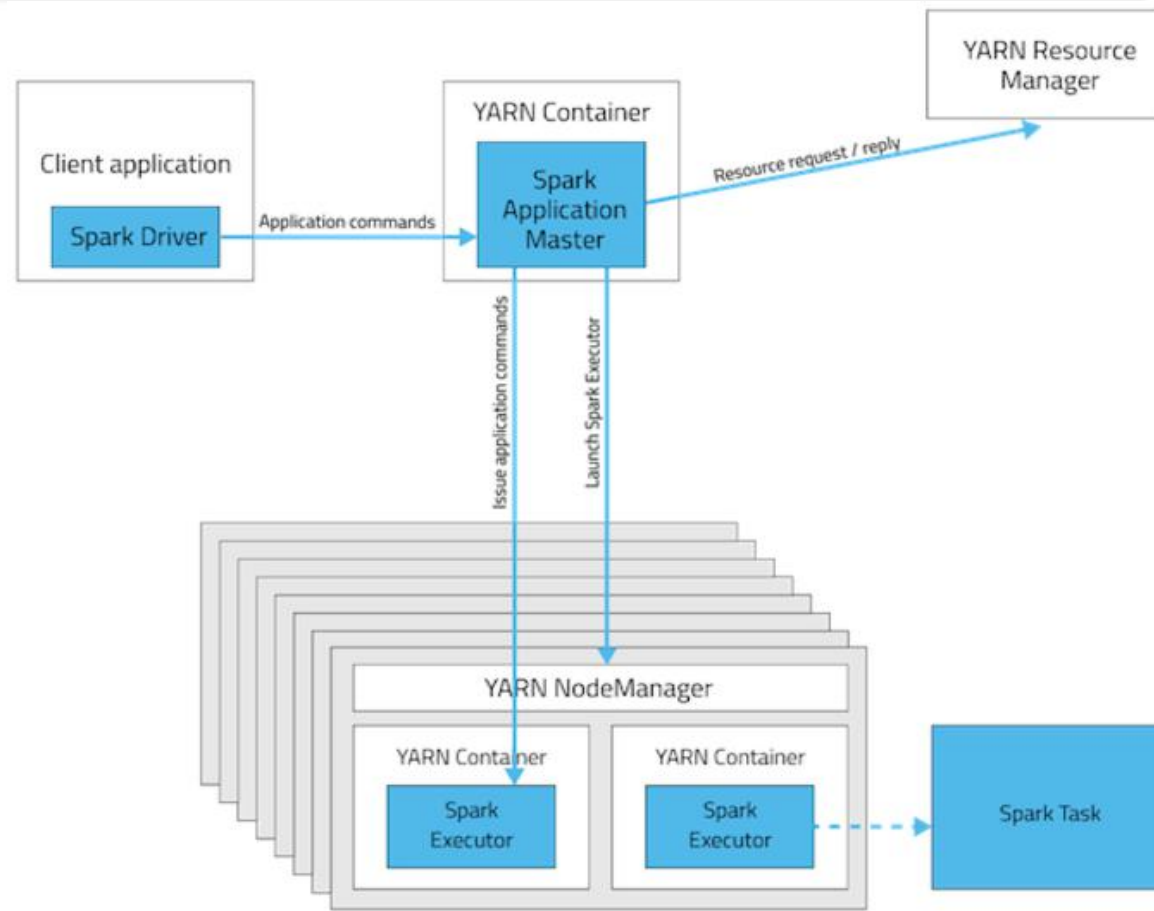 YARN Resource
Manager
YARN Container
Client application
Spark
Application
Master
Resource request / reply
Spark Driver
Application commands
Issue application commands
Launch Spark Executor
YARN NodeManager
YARN Container
YARN Container
Spark
Executor
Spark
Executor
Spark Task